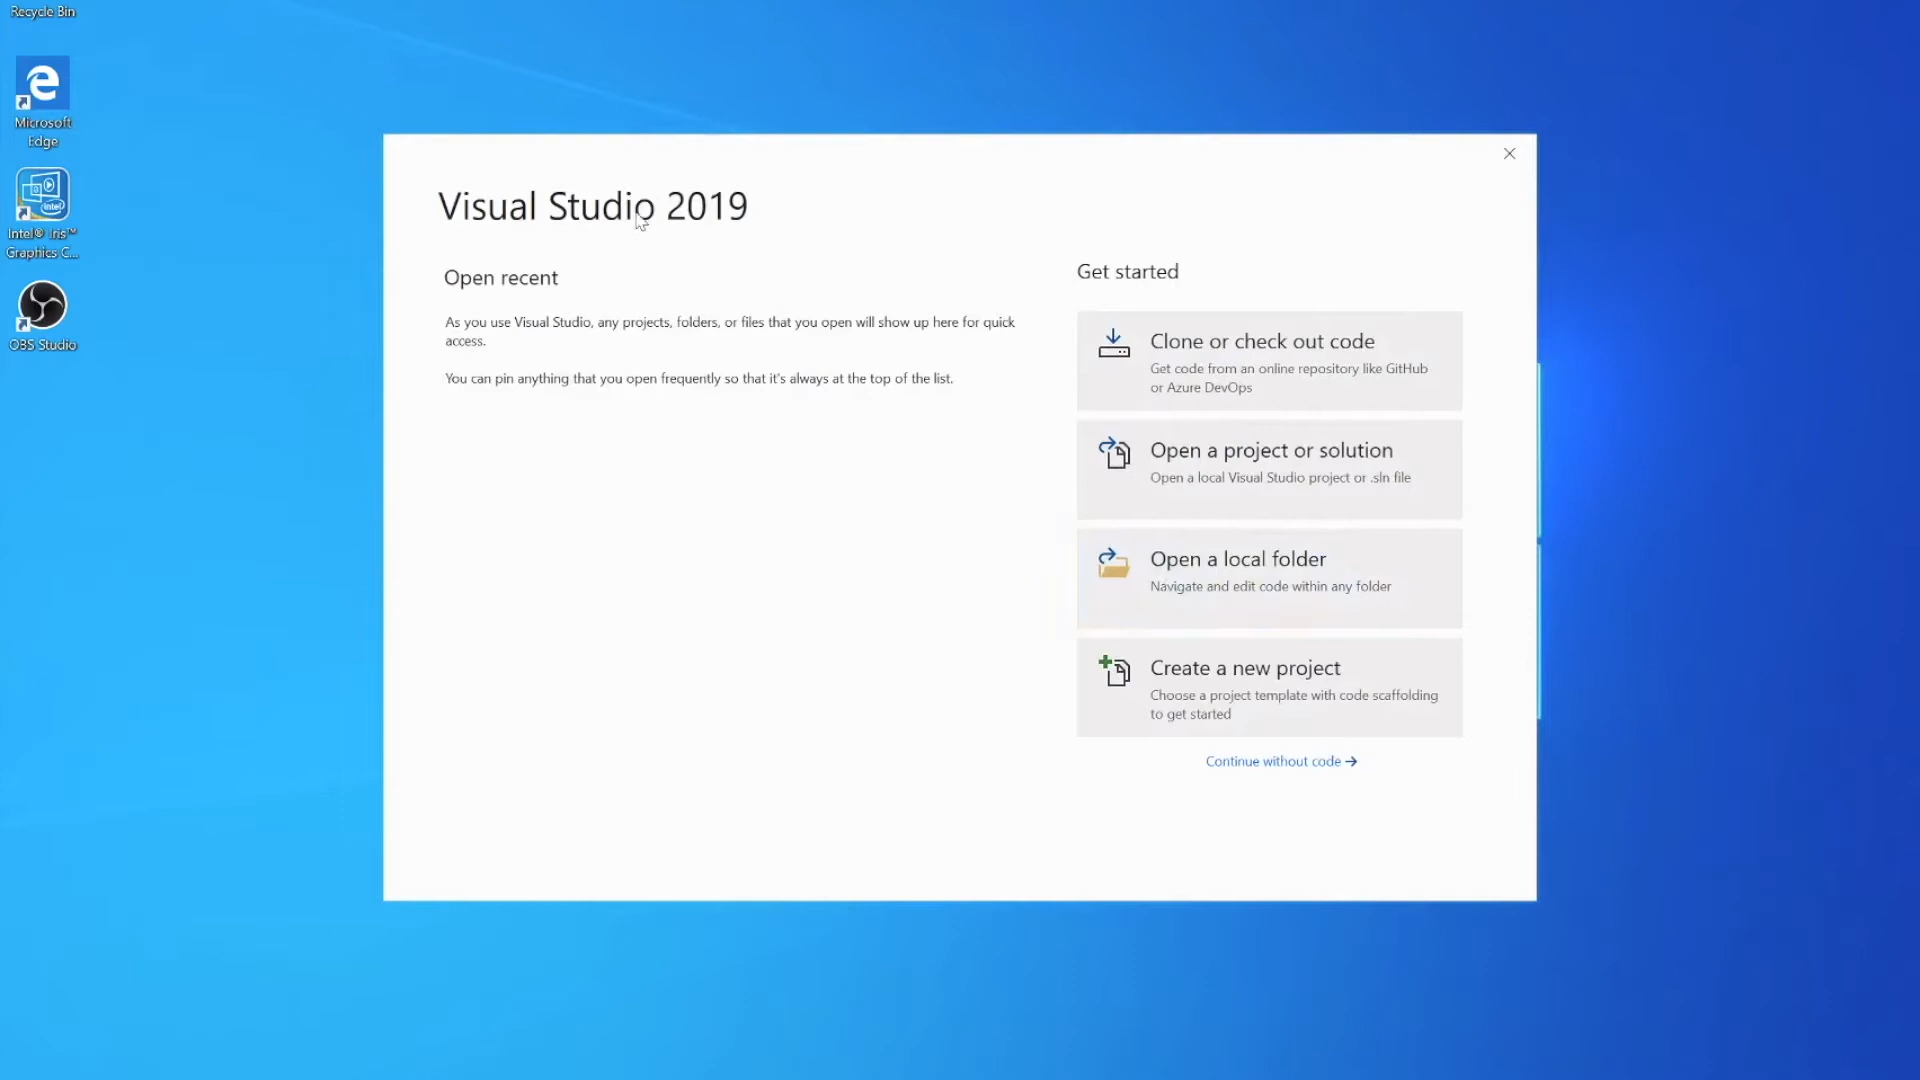 Recycle Bin
Microsoft
Edge
intel
Intel® Iris™
Graphics C...
OBS Studio
Visual Studio 2019
Open recent
As you use Visual Studio, any projects, folders, or files that you open will show up here for quick
access.
You can pin anything that you open frequently so that it's always at the top of the list.
Get started
Clone or check out code
Get code from an online repository like GitHub
or Azure DevOps
Open a project or solution
Open a local Visual Studio project or .sln file
Open a local folder
Navigate and edit code within any folder
Create a new project
Choose a project template with code scaffolding
to get started
Continue without code →